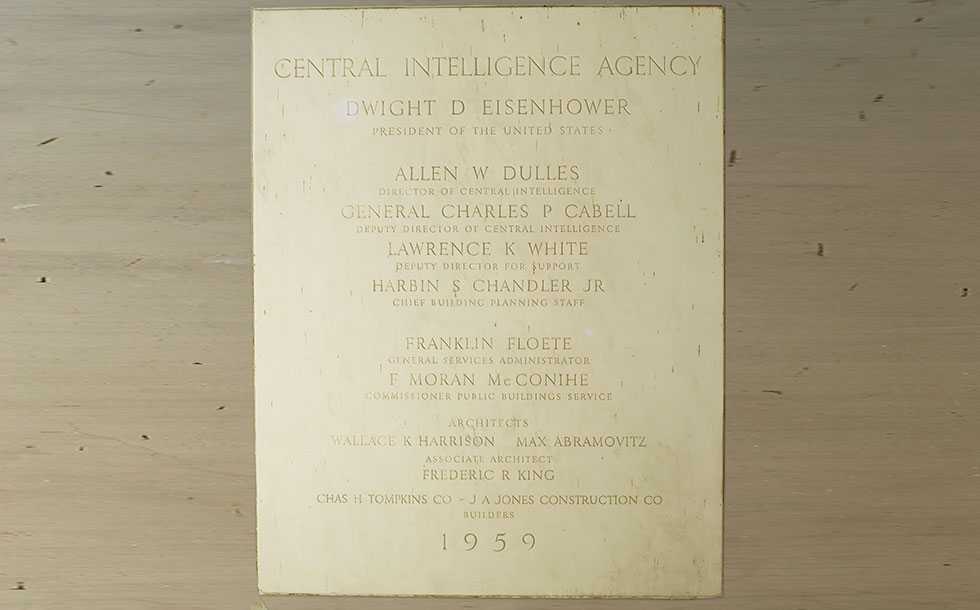 CENTRAL INTELLIGENCE AGENCY
DWIGHT D EISENHOWER
PRESIDENT OF THE UNITED STATES
ALLEN W DULLES
DIRECTOR OF CENTRAL INTELLIGENCE
GENERAL CHARLES P CABELL
DEPUTY DIRECTOR OF CENTRAL INTELLIGENCE
LAWRENCE K WHITE
DEPUTY DIRECTOR FOR SUPPORT
HARBIN S CHANDLER JR
CHIEF BUILDING PLANNING STAFF
FRANKLIN FLOETE
GENERAL SERVICES ADMINISTRATOR
F MORAN McCONIHE
COMMISSIONER PUBLIC BUILDINGS SERVICE
ARCHITECTS
WALLACE K HARRISON MAX ABRAMOVITZ
ASSOCIATE ARCHITECT
FREDERIC R KING
CHAS H TOMPKINS CO - J A JONES CONSTRUCTION CO
BUILDERS
1959